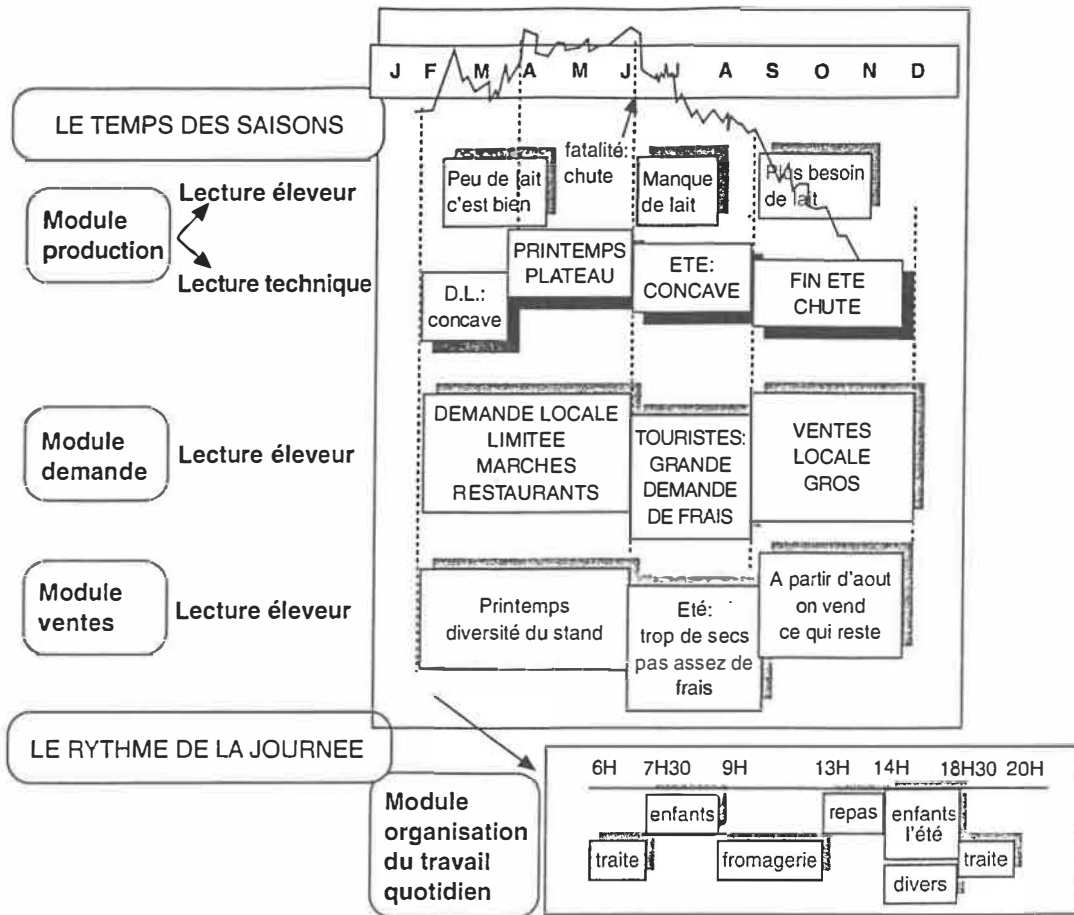 J F M A M J J A S O N D
LE TEMPS DES SAISONS
Module
production
Lecture éleveur
Lecture technique
Peu de lait
c'est bien
fatalité:
chute
Manque
de lait
Plus besoin
de lait
D.L.:
concave
PRINTEMPS
PLATEAU
ETE:
CONCAVE
FIN ETE
CHUTE
Module
demande
Lecture éleveur
DEMANDE LOCALE
LIMITEE
MARCHES
RESTAURANTS
TOURISTES:
GRANDE
DEMANDE
DE FRAIS
VENTES
LOCALE
GROS
Module
ventes
Lecture éleveur
Printemps
diversité du stand
Eté:
trop de secs
pas assez de
frais
A partir d'aout
on vend
ce qui reste
LE RYTHME DE LA JOURNEE
Module
organisation
du travail
quotidien
6H 7H30 9H 13H 14H 18H30 20H
enfants
repas
enfants
l'été
traite
fromagerie
traite
divers